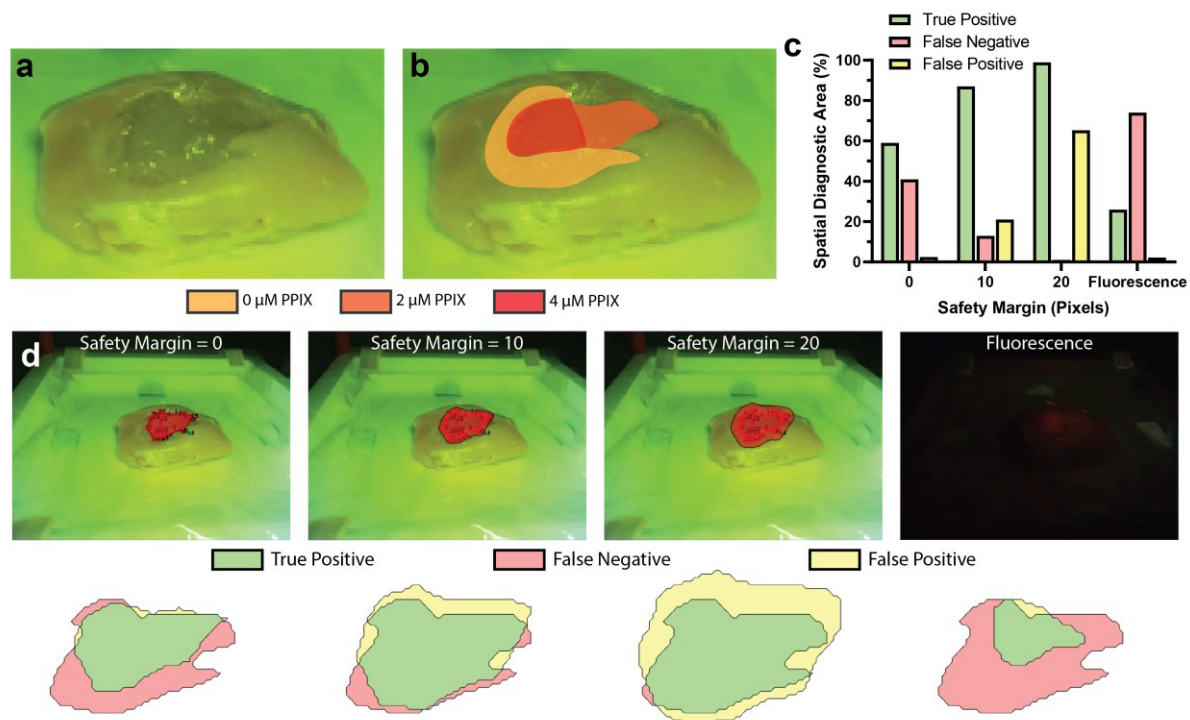 a
b
c
True Positive
False Negative
False Positive
Spatial Diagnostic Area (%)
100
80
60
40
20
0
0 10 20 Fluorescence
Safety Margin (Pixels)
0 µM PPIX 2 µM PPIX 4 µM PPIX
d
Safety Margin = 0 Safety Margin = 10 Safety Margin = 20 Fluorescence
True Positive False Negative False Positive